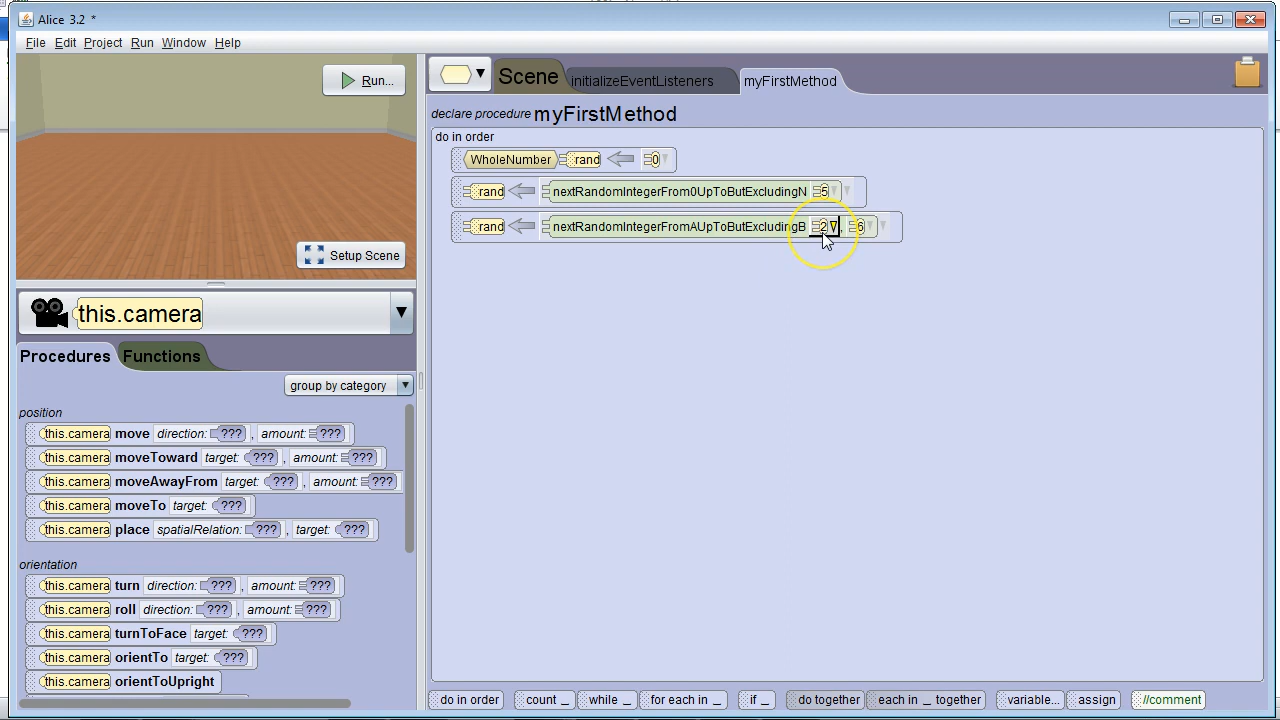 Alice 3.2 *
File Edit Project Run Window Help
Run...
Setup Scene
this.camera
Procedures Functions
group by category
position
this.camera move direction: ??? , amount: ???
this.camera moveToward target: ??? , amount: ???
this.camera moveAwayFrom target: ??? , amount: ???
this.camera moveTo target: ???
this.camera place spatialRelation: ??? , target: ???
orientation
this.camera turn direction: ??? , amount: ???
this.camera roll direction: ??? , amount: ???
this.camera turnToFace target: ???
this.camera orientTo target: ???
this.camera orientToUpright
Scene initializeEventListeners myFirstMethod
declare procedure myFirstMethod
do in order
WholeNumber rand 0
rand nextRandomIntegerFrom0UpToButExcludingN 5
rand nextRandomIntegerFromAUpToButExcludingB 2 , 6
do in order count _ while _ for each in _ if _ do together each in _ together variable... assign //comment